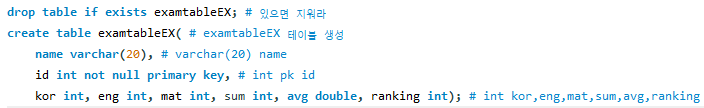 drop table if exists examtableEX; # 있으면 지워라
create table examtableEX( # examtableEX 테이블 생성
name varchar(20), # varchar(20) name
id int not null primary key, # int pk id
kor int, eng int, mat int, sum int, avg double, ranking int); # int kor,eng,mat,sum,avg,ranking